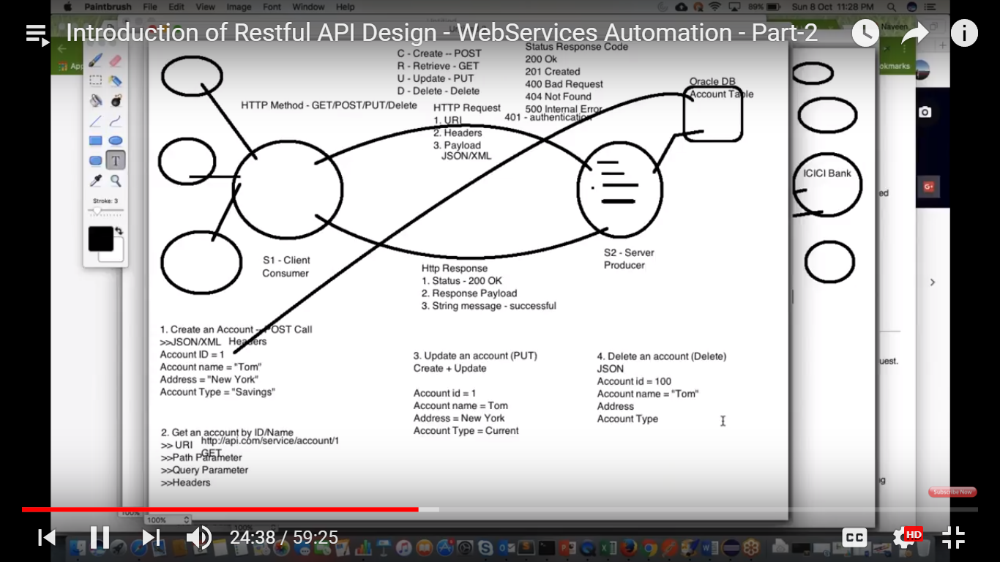 Paintbrush File Edit View Image Font Window Help
89% Sun 8 Oct 11:28 PM
Introduction of Restful API Design - WebServices Automation - Part-2
Naveen
Stroke: 3
C - Create -- POST
R - Retrieve - GET
U - Update - PUT
D - Delete - Delete
Status Response Code
200 Ok
201 Created
400 Bad Request
404 Not Found
500 Internal Error
401 - authentication
HTTP Method - GET/POST/PUT/Delete
HTTP Request
1. URI
2. Headers
3. Payload
JSON/XML
Oracle DB
Account Table
ICICI Bank
S1 - Client
Consumer
S2 - Server
Producer
Http Response
1. Status - 200 OK
2. Response Payload
3. String message - successful
1. Create an Account -- POST Call
>>JSON/XML Headers
Account ID = 1
Account name = "Tom"
Address = "New York"
Account Type = "Savings"
2. Get an account by ID/Name
>> URI http://api.com/service/account/1
GET
>>Path Parameter
>>Query Parameter
>>Headers
3. Update an account (PUT)
Create + Update
Account id = 1
Account name = Tom
Address = New York
Account Type = Current
4. Delete an account (Delete)
JSON
Account id = 100
Account name = "Tom"
Address
Account Type
Subscribe Now
100%
100%
100%
24:38 / 59:25
CC
HD